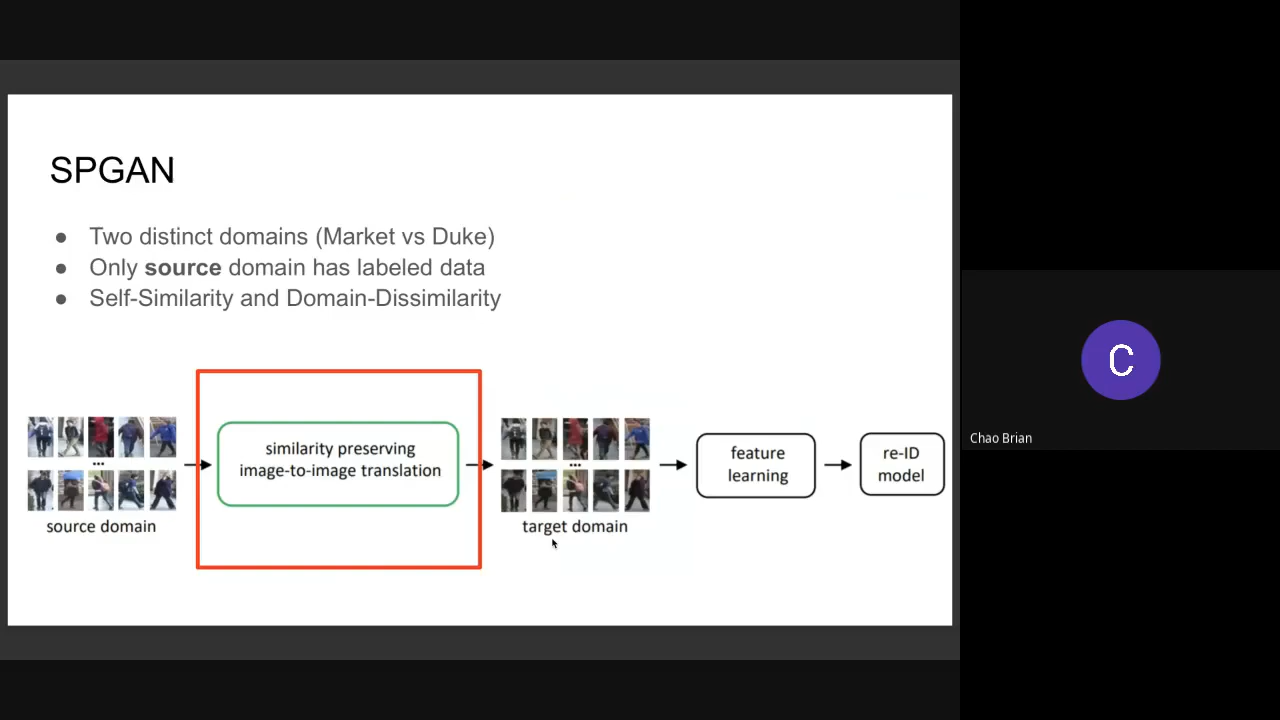 SPGAN
● Two distinct domains (Market vs Duke)
● Only source domain has labeled data
● Self-Similarity and Domain-Dissimilarity
similarity preserving
image-to-image translation
...
source domain
...
target domain
feature
learning
re-ID
model
C
Chao Brian